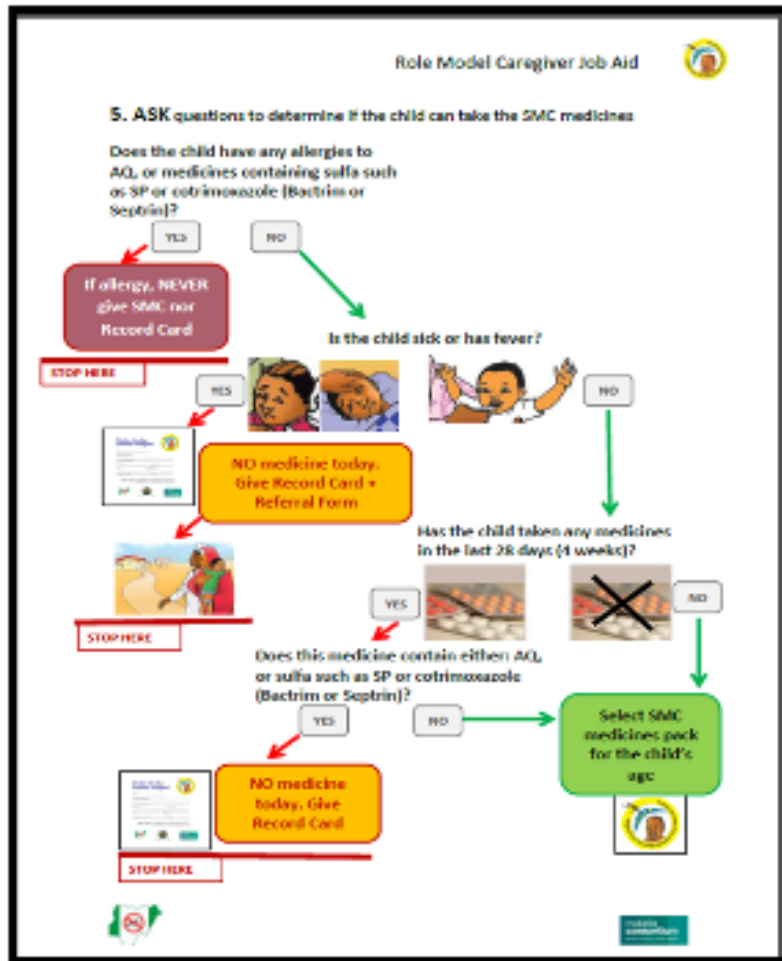 Role Model Caregiver Job Aid
5. ASK questions to determine if the child can take the SMC medicines
Does the child have any allergies to
AQ, or medicines containing sulfa such
as SP or cotrimoxazole (Bactrim or
Septrin)?
YES
NO
If allergy, NEVER
give SMC nor
Record Card
STOP HERE
Is the child sick or has fever?
YES
NO
NO medicine today.
Give Record Card +
Referral Form
STOP HERE
Has the child taken any medicines
in the last 28 days (4 weeks)?
YES
NO
Does this medicine contain either: AQ,
or sulfa such as SP or cotrimoxazole
(Bactrim or Septrin)?
YES
NO
Select SMC
medicines pack
for the child's
age
NO medicine
today. Give
Record Card
STOP HERE
malaria
consortium